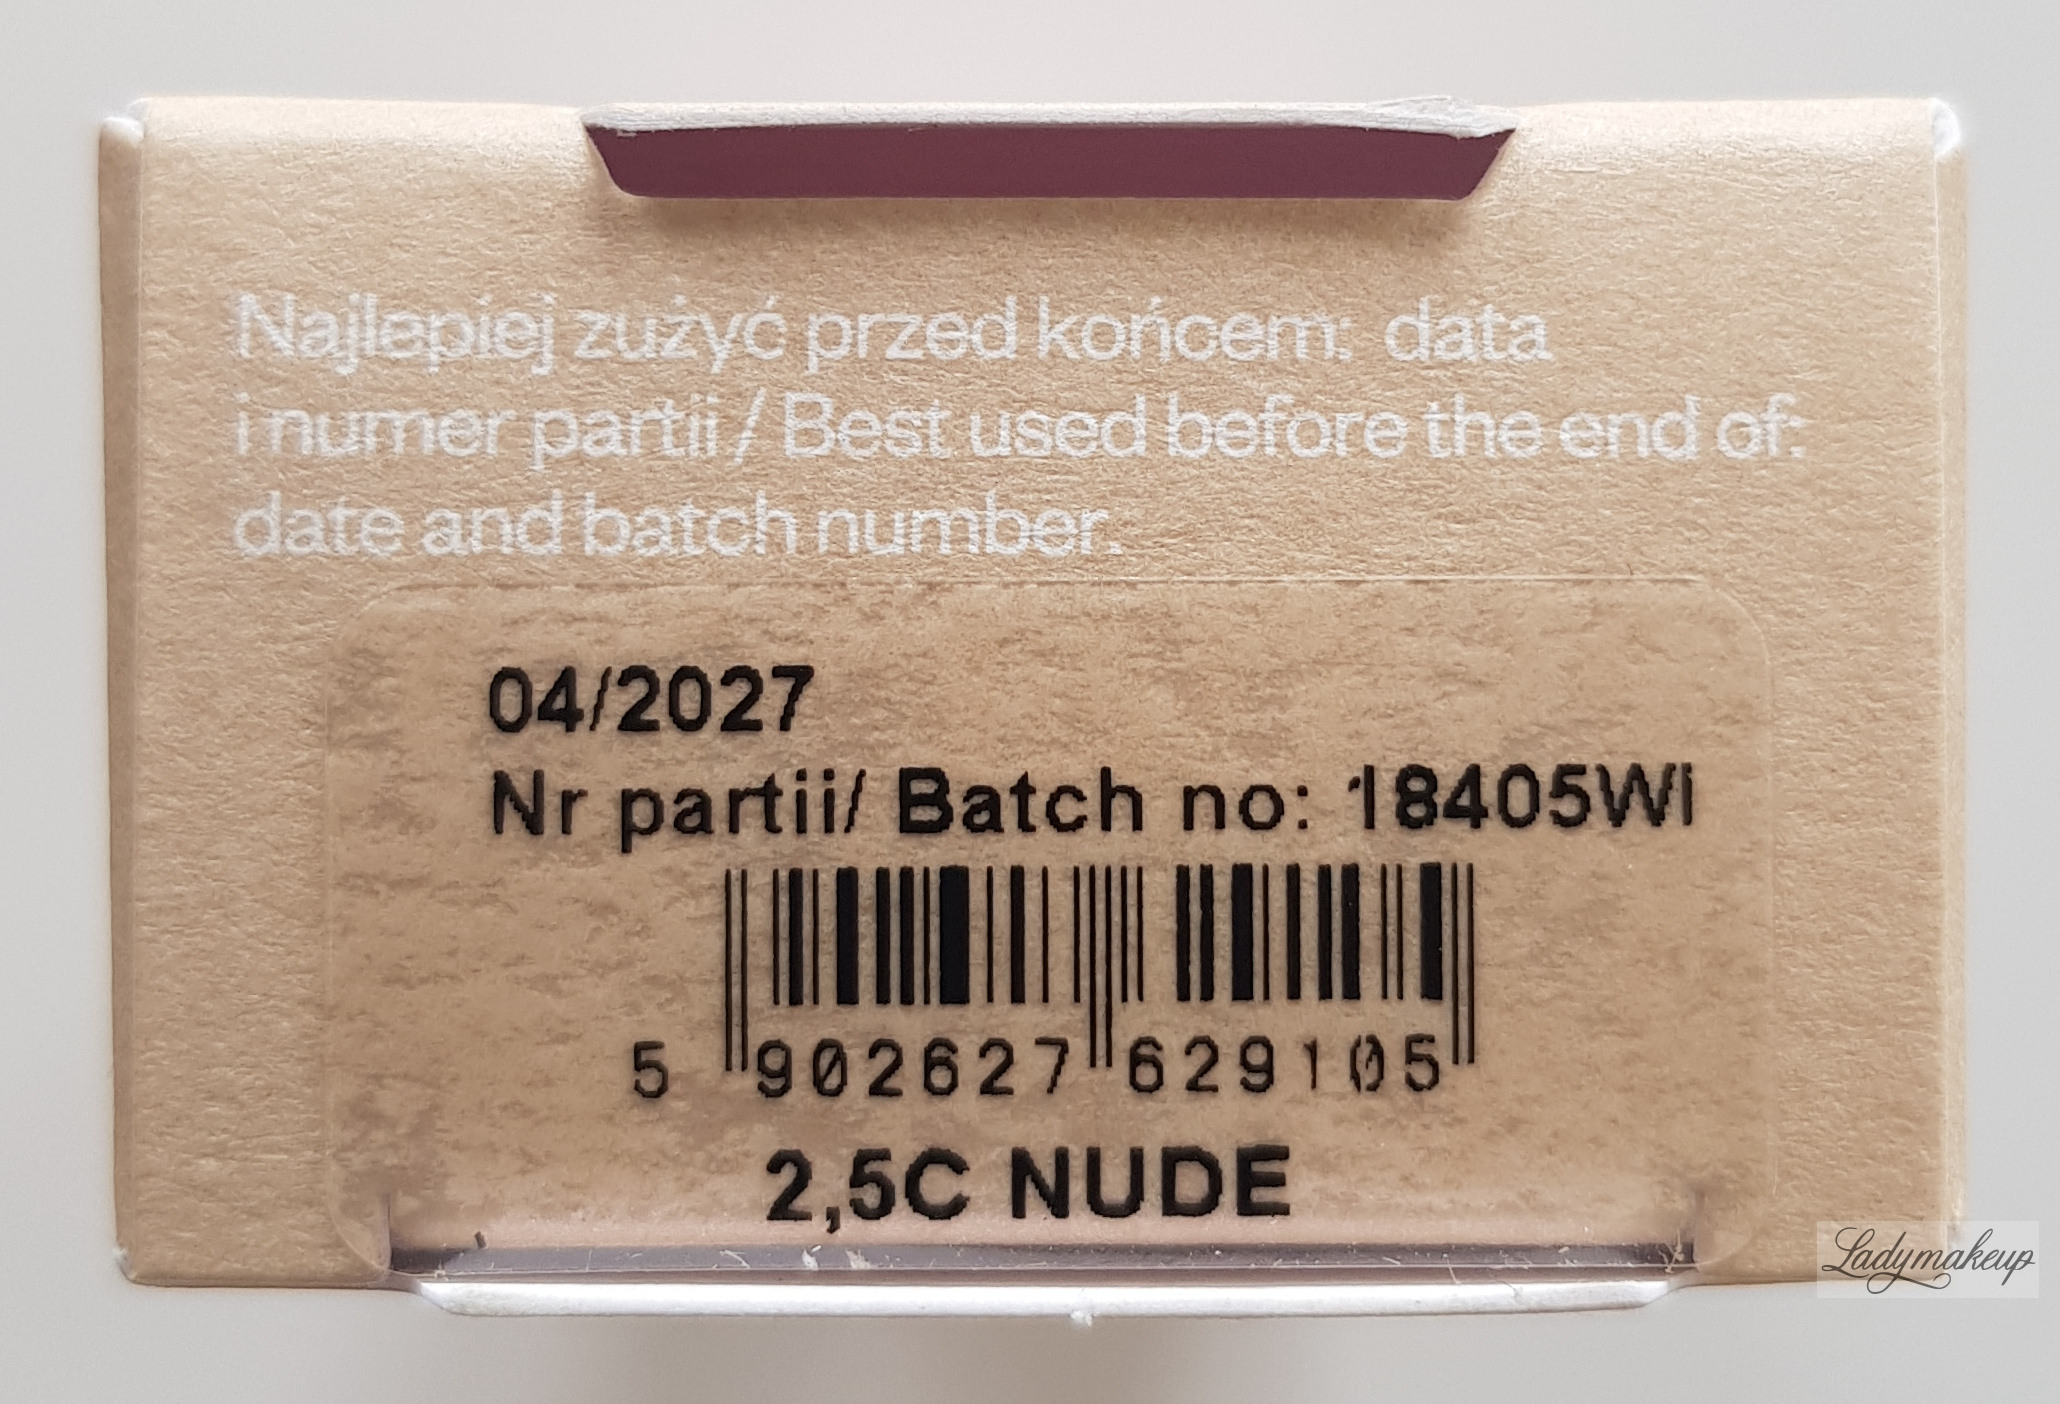 Najlepiej zużyć przed końcem: data
i numer partii / Best used before the end of:
date and batch number.
04/2027
Nr partii/ Batch no: 18405WI
5 902627 629105
2,5C NUDE
Ladymakeup